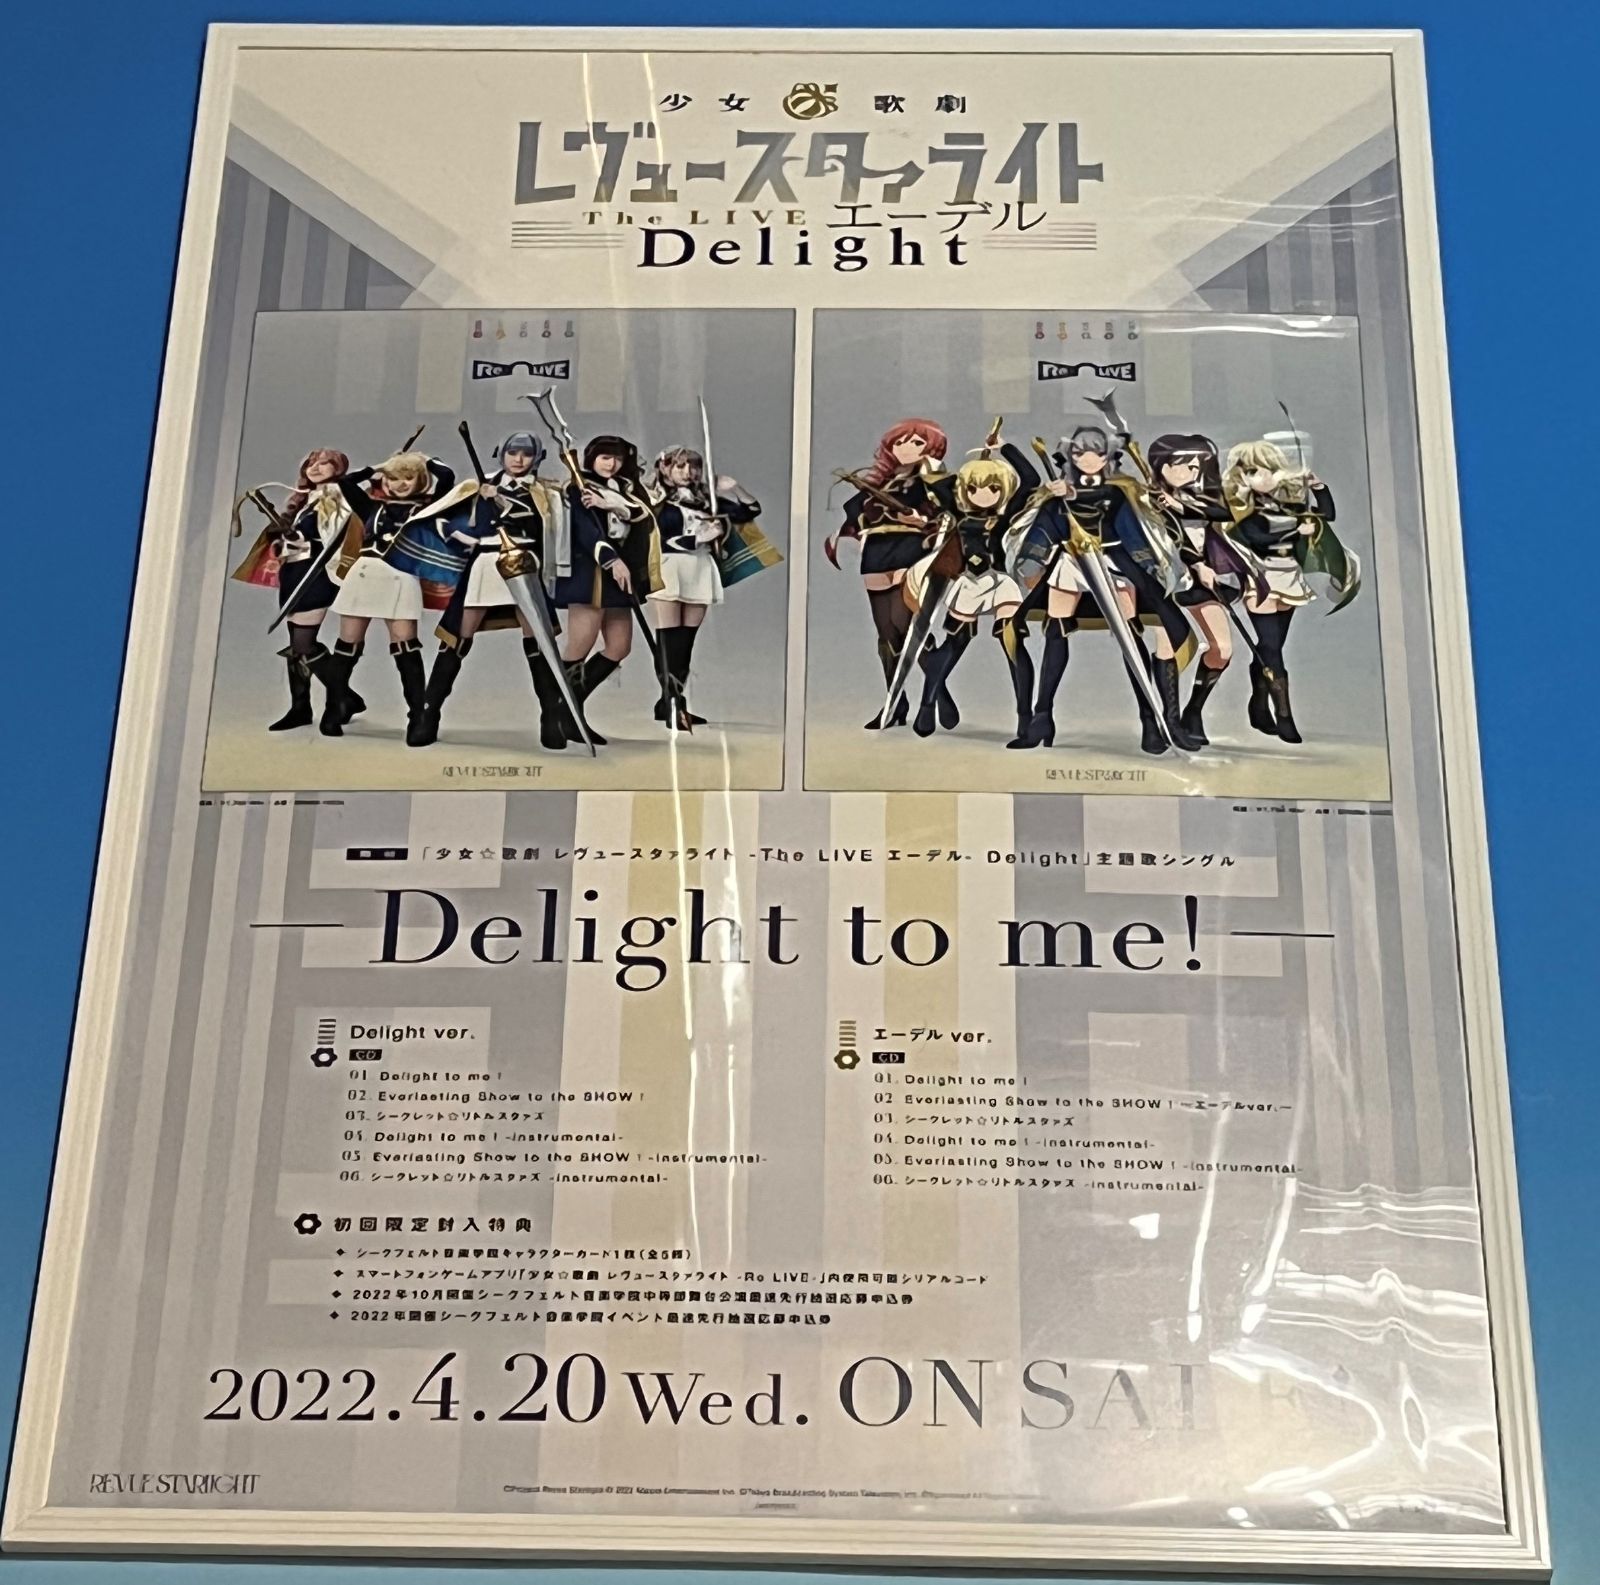 少女 歌劇
レヴュースタァライト
The LIVE エーデル
Delight
Re LIVE
Re LIVE
REVUE STARLIGHT
REVUE STARLIGHT
「少女☆歌劇 レヴュースタァライト -The LIVE エーデル- Delight」主題歌シングル
Delight to me!
Delight ver.
CD
01. Delight to me!
02. Everlasting Show to the SHOW!
03. シークレット☆リトルスタァズ
04. Delight to me! -instrumental-
05. Everlasting Show to the SHOW! -instrumental-
06. シークレット☆リトルスタァズ -instrumental-
エーデル ver.
CD
01. Delight to me!
02. Everlasting Show to the SHOW! ～エーデルver.～
03. シークレット☆リトルスタァズ
04. Delight to me! -instrumental-
05. Everlasting Show to the SHOW! -instrumental-
06. シークレット☆リトルスタァズ -instrumental-
初回限定封入特典
シークフェルト音楽学院キャラクターカード1枚(全5種)
スマートフォンゲームアプリ「少女☆歌劇 レヴュースタァライト -Re LIVE-」内使用可能シリアルコード
2022年10月開催シークフェルト音楽学院中等部舞台公演最速先行抽選応募申込券
2022年開催シークフェルト音楽学院イベント最速先行抽選応募申込券
2022.4.20 Wed. ON SALE
REVUE STARLIGHT